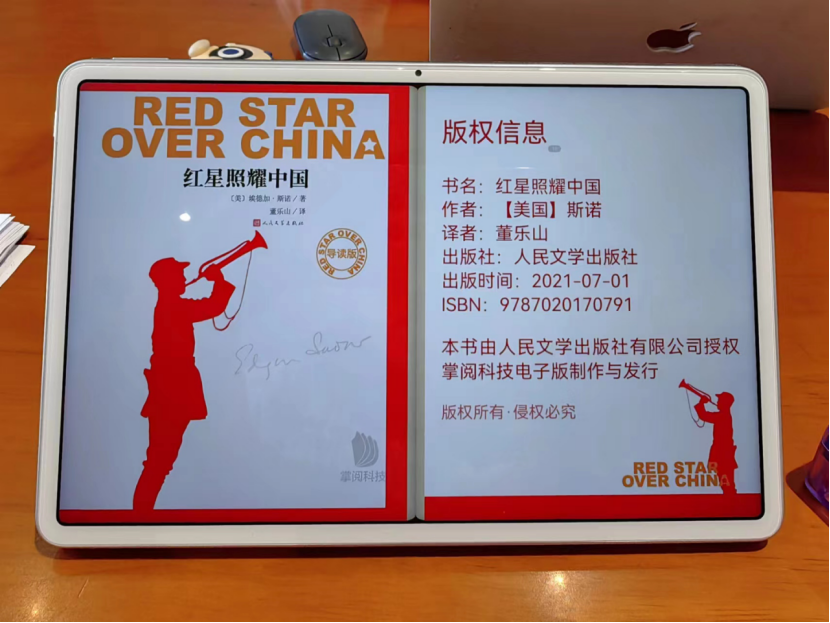 RED STAR
OVER CHINA
红星照耀中国
〔美〕埃德加·斯诺／著
董乐山／译
人民文学出版社
RED STAR OVER CHINA
导读版
Edgar Snow
掌阅科技
版权信息
书名：红星照耀中国
作者：【美国】斯诺
译者：董乐山
出版社：人民文学出版社
出版时间：2021-07-01
ISBN：9787020170791
本书由人民文学出版社有限公司授权
掌阅科技电子版制作与发行
版权所有·侵权必究
RED STAR
OVER CHINA